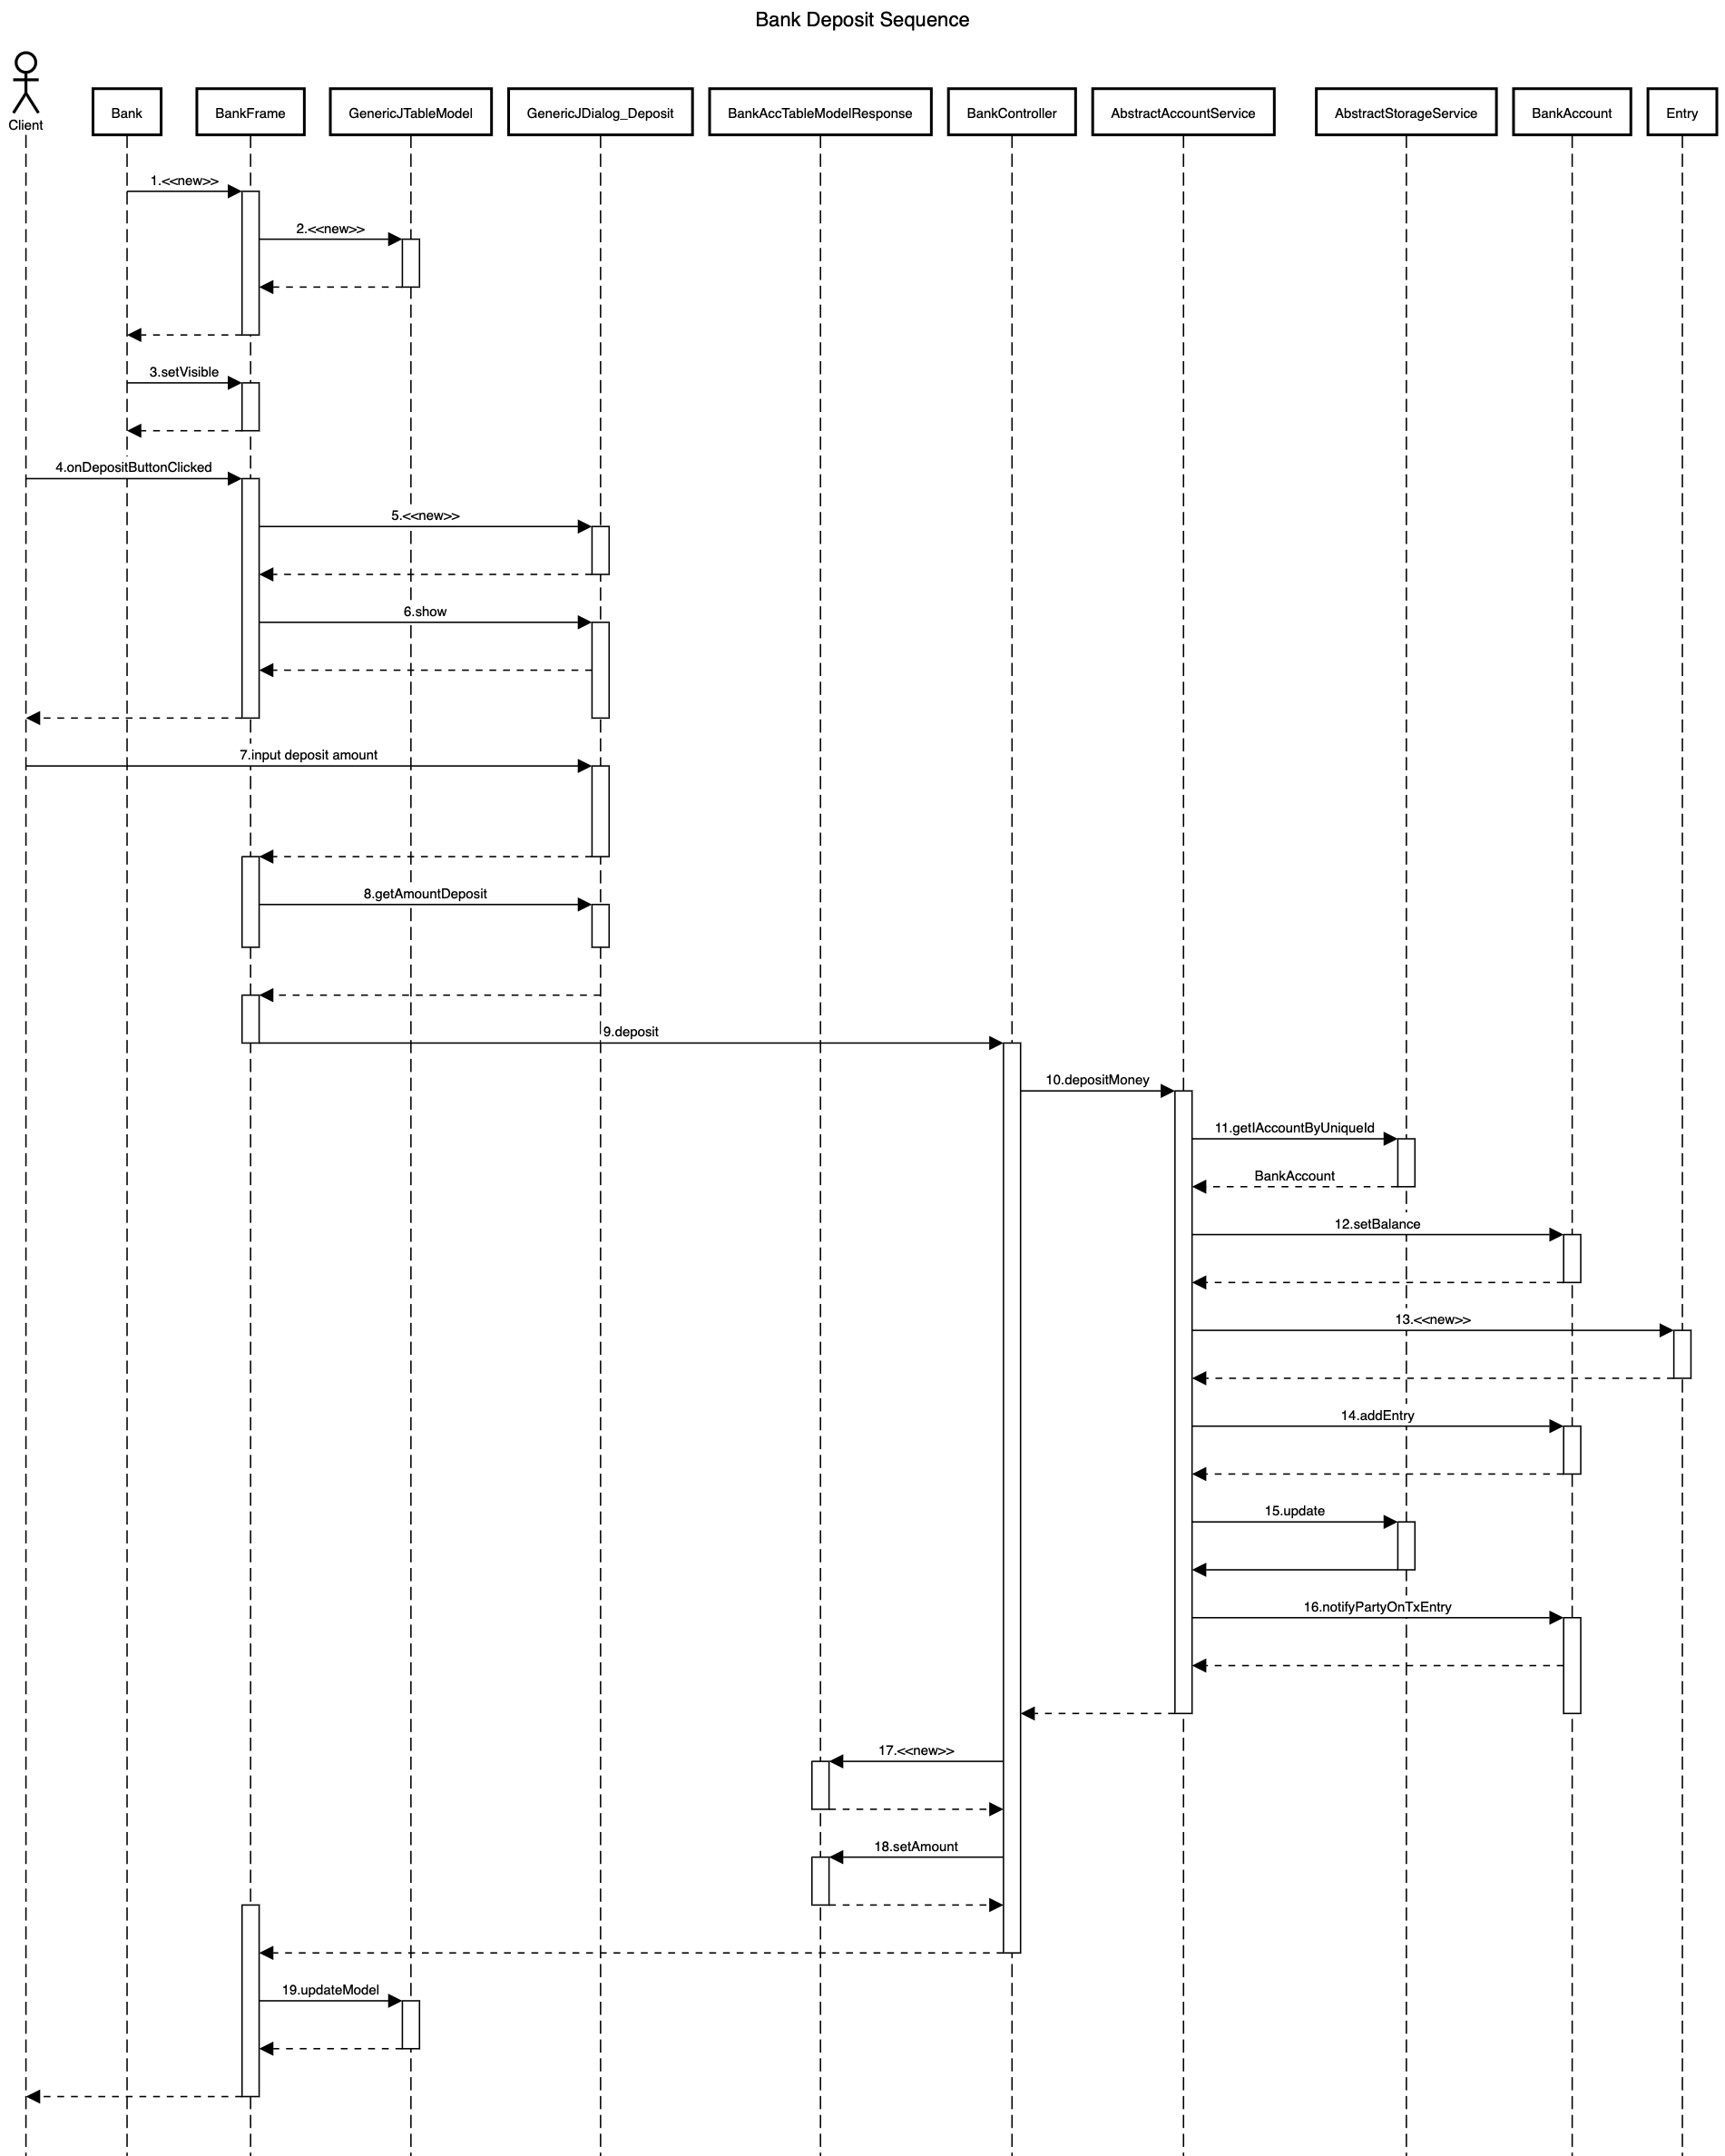 Bank Deposit Sequence
Client
Bank
BankFrame
GenericJTableModel
GenericJDialog_Deposit
BankAccTableModelResponse
BankController
AbstractAccountService
AbstractStorageService
BankAccount
Entry
1.<<new>>
2.<<new>>
3.setVisible
4.onDepositButtonClicked
5.<<new>>
6.show
7.input deposit amount
8.getAmountDeposit
9.deposit
10.depositMoney
11.getIAccountByUniqueId
BankAccount
12.setBalance
13.<<new>>
14.addEntry
15.update
16.notifyPartyOnTxEntry
17.<<new>>
18.setAmount
19.updateModel